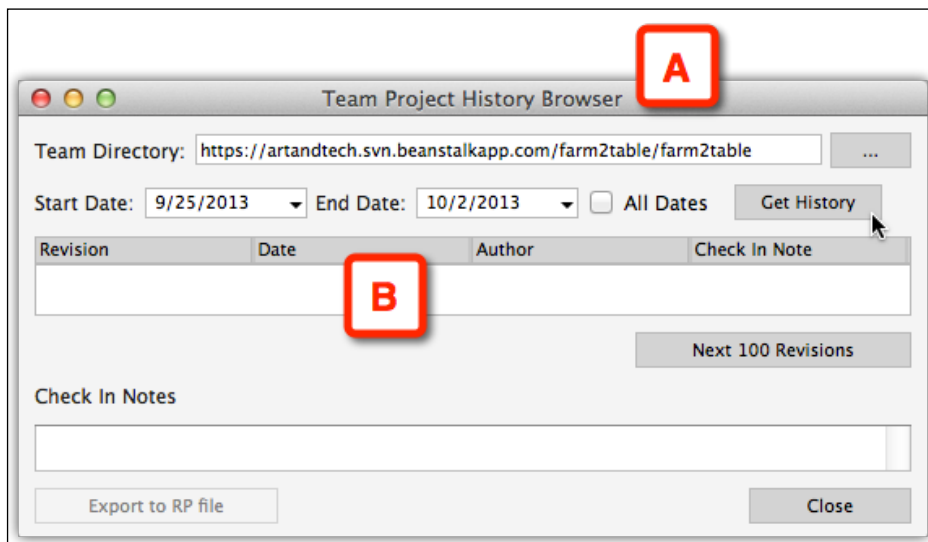 A
Team Project History Browser
Team Directory: https://artandtech.svn.beanstalkapp.com/farm2table/farm2table ...
Start Date: 9/25/2013 End Date: 10/2/2013 All Dates Get History
Revision Date Author Check In Note
B
Next 100 Revisions
Check In Notes
Export to RP file Close